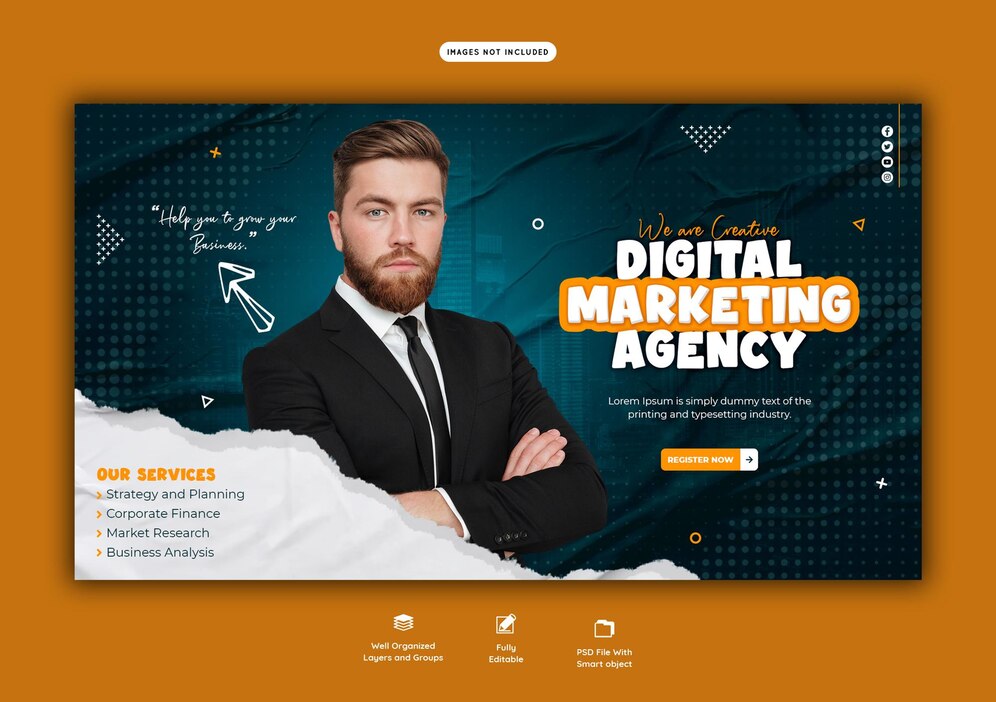 IMAGES NOT INCLUDED
“Help you to grow your
Business.”
We are Creative
DIGITAL
MARKETING
AGENCY
Lorem Ipsum is simply dummy text of the
printing and typesetting industry.
REGISTER NOW
OUR SERVICES
Strategy and Planning
Corporate Finance
Market Research
Business Analysis
Well Organized
Layers and Groups
Fully
Editable
PSD File With
Smart object